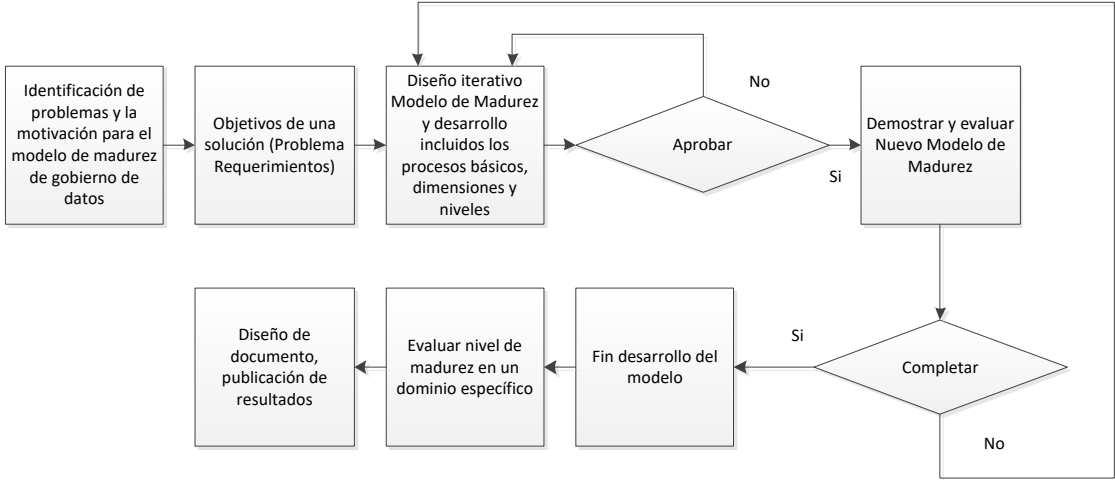 Identificación de
problemas y la
motivación para el
modelo de madurez
de gobierno de
datos
Objetivos de una
solución (Problema
Requerimientos)
Diseño iterativo
Modelo de Madurez
y desarrollo
incluidos los
procesos básicos,
dimensiones y
niveles
Aprobar
No
Si
Demostrar y evaluar
Nuevo Modelo de
Madurez
Completar
No
Si
Fin desarrollo del
modelo
Evaluar nivel de
madurez en un
dominio específico
Diseño de
documento,
publicación de
resultados